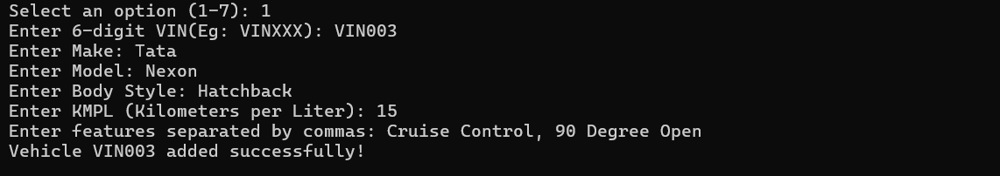 Select an option (1-7): 1
Enter 6-digit VIN(Eg: VINXXX): VIN003
Enter Make: Tata
Enter Model: Nexon
Enter Body Style: Hatchback
Enter KMPL (Kilometers per Liter): 15
Enter features separated by commas: Cruise Control, 90 Degree Open
Vehicle VIN003 added successfully!